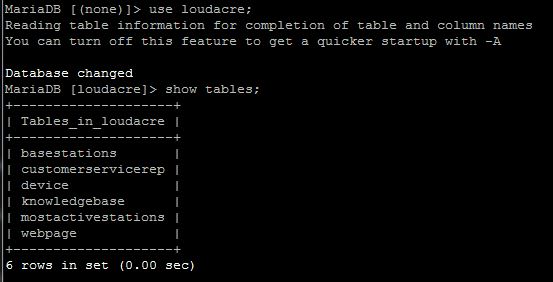 MariaDB [(none)]> use loudacre;
Reading table information for completion of table and column names
You can turn off this feature to get a quicker startup with -A

Database changed
MariaDB [loudacre]> show tables;
+--------------------+
| Tables_in_loudacre |
+--------------------+
| basestations       |
| customerservicerep |
| device             |
| knowledgebase      |
| mostactivestations |
| webpage            |
+--------------------+
6 rows in set (0.00 sec)